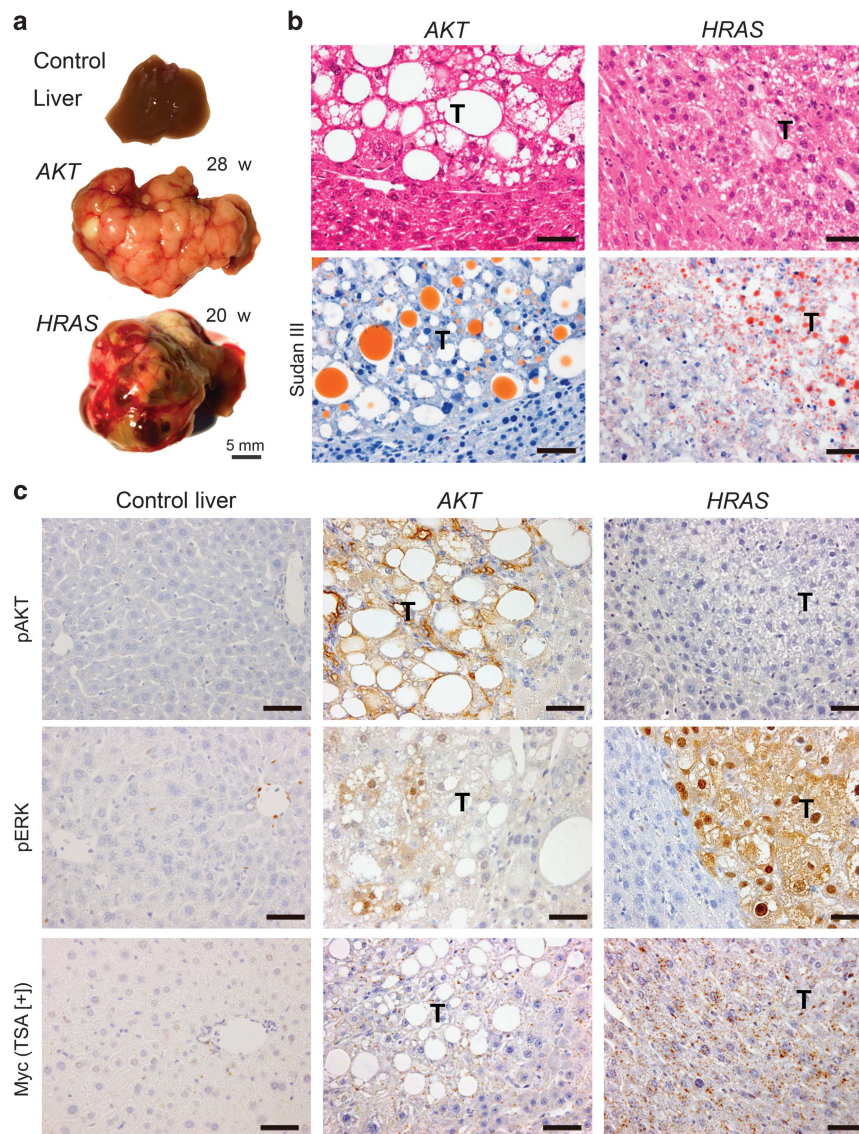 a
Control
Liver
AKT
28 w
HRAS
20 w
5 mm
b
AKT
HRAS
T
T
Sudan III
T
T
c
Control liver
AKT
HRAS
pAKT
T
T
pERK
T
T
Myc (TSA [+])
T
T